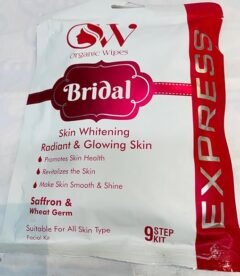 OW
organic Wipes
Bridal
Skin Whitening
Radiant & Glowing Skin
Promotes Skin Health
Revitalizes the Skin
Make Skin Smooth & Shine
Saffron &
Wheat Germ
Suitable For All Skin Type
Facial Kit
9 STEP
KIT
EXPRESS